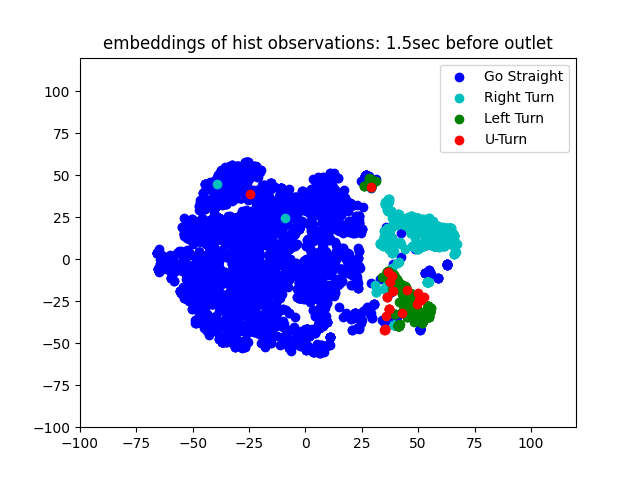 embeddings of hist observations: 1.5sec before outlet
Go Straight
Right Turn
Left Turn
U-Turn
100
75
50
25
0
−25
−50
−75
−100
−100 −75 −50 −25 0 25 50 75 100